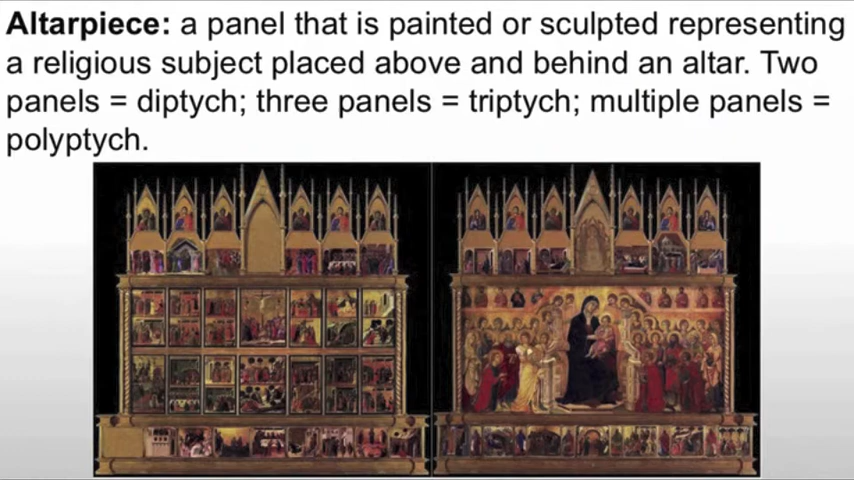 Altarpiece: a panel that is painted or sculpted representing
a religious subject placed above and behind an altar. Two
panels = diptych; three panels = triptych; multiple panels =
polyptych.